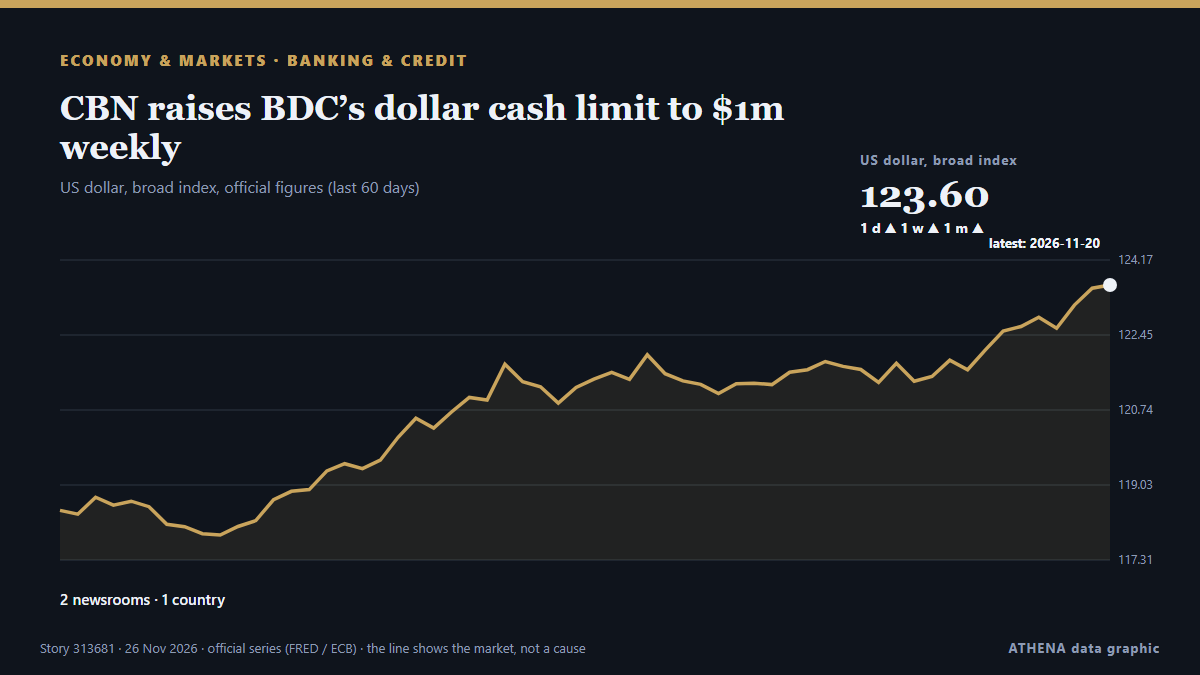 ECONOMY & MARKETS · BANKING & CREDIT
CBN raises BDC’s dollar cash limit to $1m
weekly
US dollar, broad index, official figures (last 60 days)
US dollar, broad index
123.60
1 d ▲ 1 w ▲ 1 m ▲
latest: 2026-11-20
124.17
122.45
120.74
119.03
117.31
2 newsrooms · 1 country
Story 313681 · 26 Nov 2026 · official series (FRED / ECB) · the line shows the market, not a cause
ATHENA data graphic